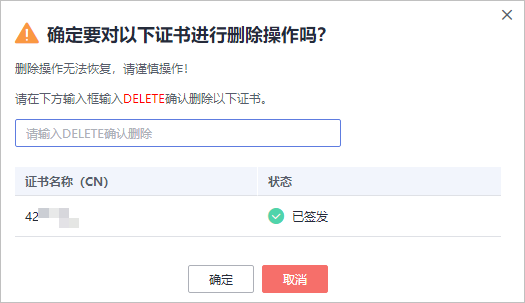 确定要对以下证书进行删除操作吗?
删除操作无法恢复，请谨慎操作!
请在下方输入框输入DELETE确认删除以下证书。
请输入DELETE确认删除
证书名称（CN） 状态
42 已签发
确定 取消